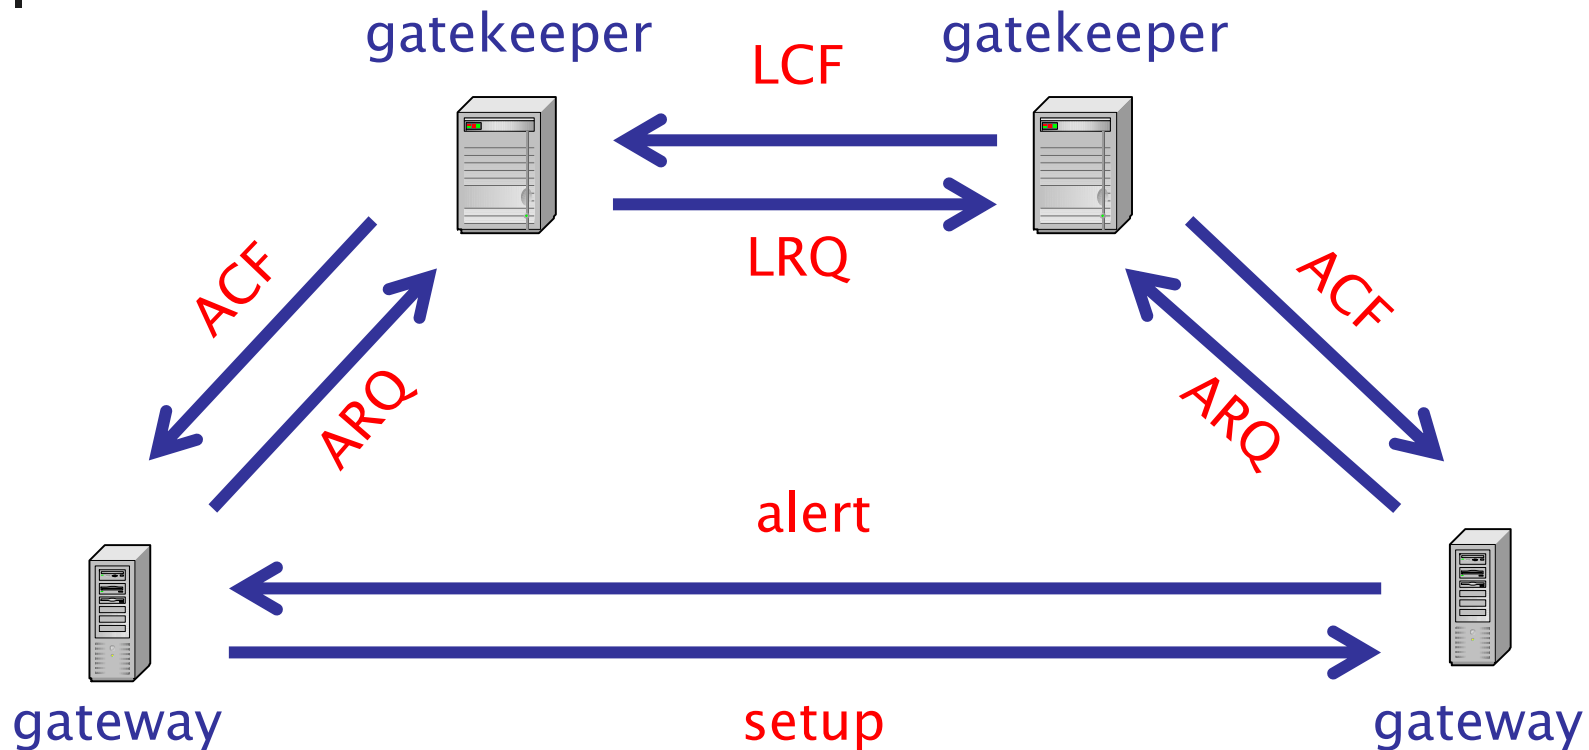 gatekeeper
gatekeeper
LCF
LRQ
ACF
ARQ
ACF
ARQ
alert
setup
gateway
gateway